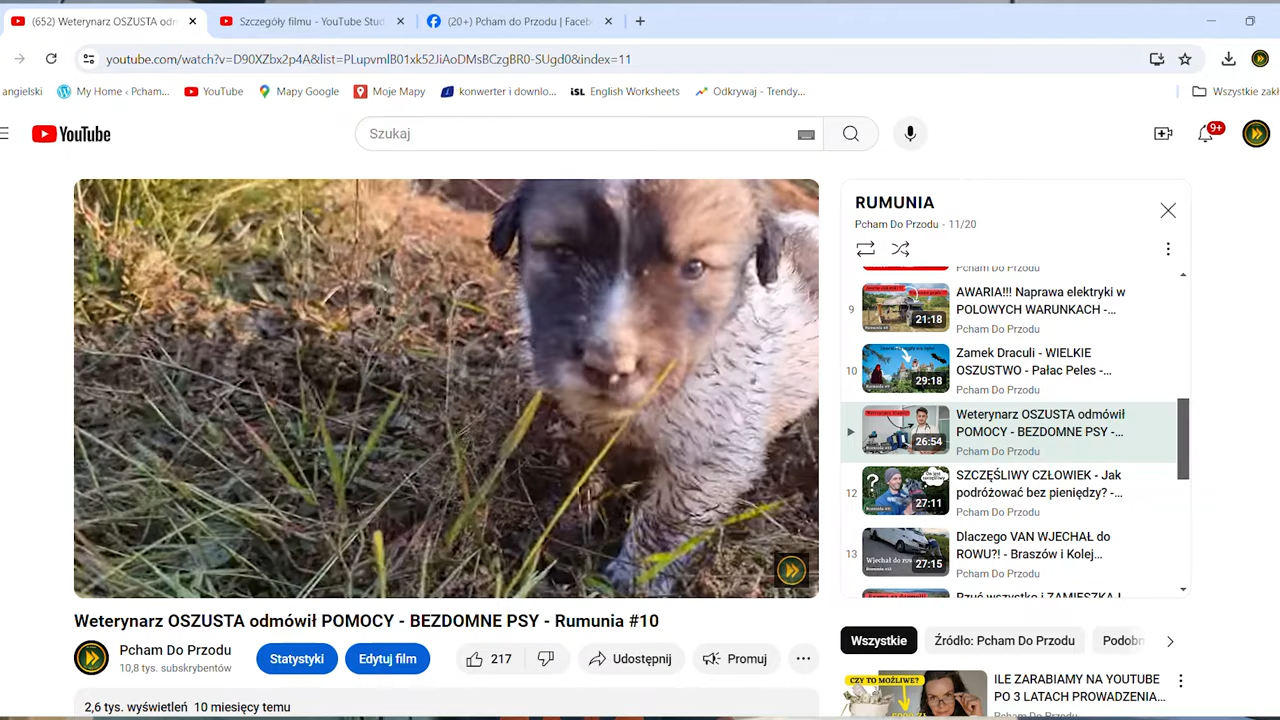 (652) Weterynarz OSZUSTA odm
Szczegóły filmu - YouTube Stud
(20+) Pcham do Przodu | Faceb
youtube.com/watch?v=D90XZbx2p4A&list=PLupvmlB01xk52JiAoDMsBCzgBR0-SUgd0&index=11
angielski
My Home ‹ Pcham...
YouTube
Mapy Google
Moje Mapy
konwerter i downlo...
iSL English Worksheets
Odkrywaj - Trendy...
Wszystkie zakł
YouTube
Szukaj
9+
RUMUNIA
Pcham Do Przodu - 11/20
Pcham Do Przodu
9
21:18
AWARIA!!! Naprawa elektryki w
POLOWYCH WARUNKACH -...
Pcham Do Przodu
10
29:18
Zamek Draculi - WIELKIE
OSZUSTWO - Pałac Peles -...
Pcham Do Przodu
26:54
Weterynarz OSZUSTA odmówił
POMOCY - BEZDOMNE PSY -...
Pcham Do Przodu
12
?
27:11
SZCZĘŚLIWY CZŁOWIEK - Jak
podróżować bez pieniędzy? -...
Pcham Do Przodu
13
Wjechał do rowu
27:15
Dlaczego VAN WJECHAŁ do
ROWU?! - Braszów i Kolej...
Pcham Do Przodu
Rzuć wszystko i ZAMIESZKAJ
Weterynarz OSZUSTA odmówił POMOCY - BEZDOMNE PSY - Rumunia #10
Pcham Do Przodu
10,8 tys. subskrybentów
Statystyki
Edytuj film
217
Udostępnij
Promuj
2,6 tys. wyświetleń 10 miesięcy temu
Wszystkie
Źródło: Pcham Do Przodu
Podobn
CZY TO MOŻLIWE?
ILE ZARABIAMY NA YOUTUBE
PO 3 LATACH PROWADZENIA...
Pcham Do Przodu